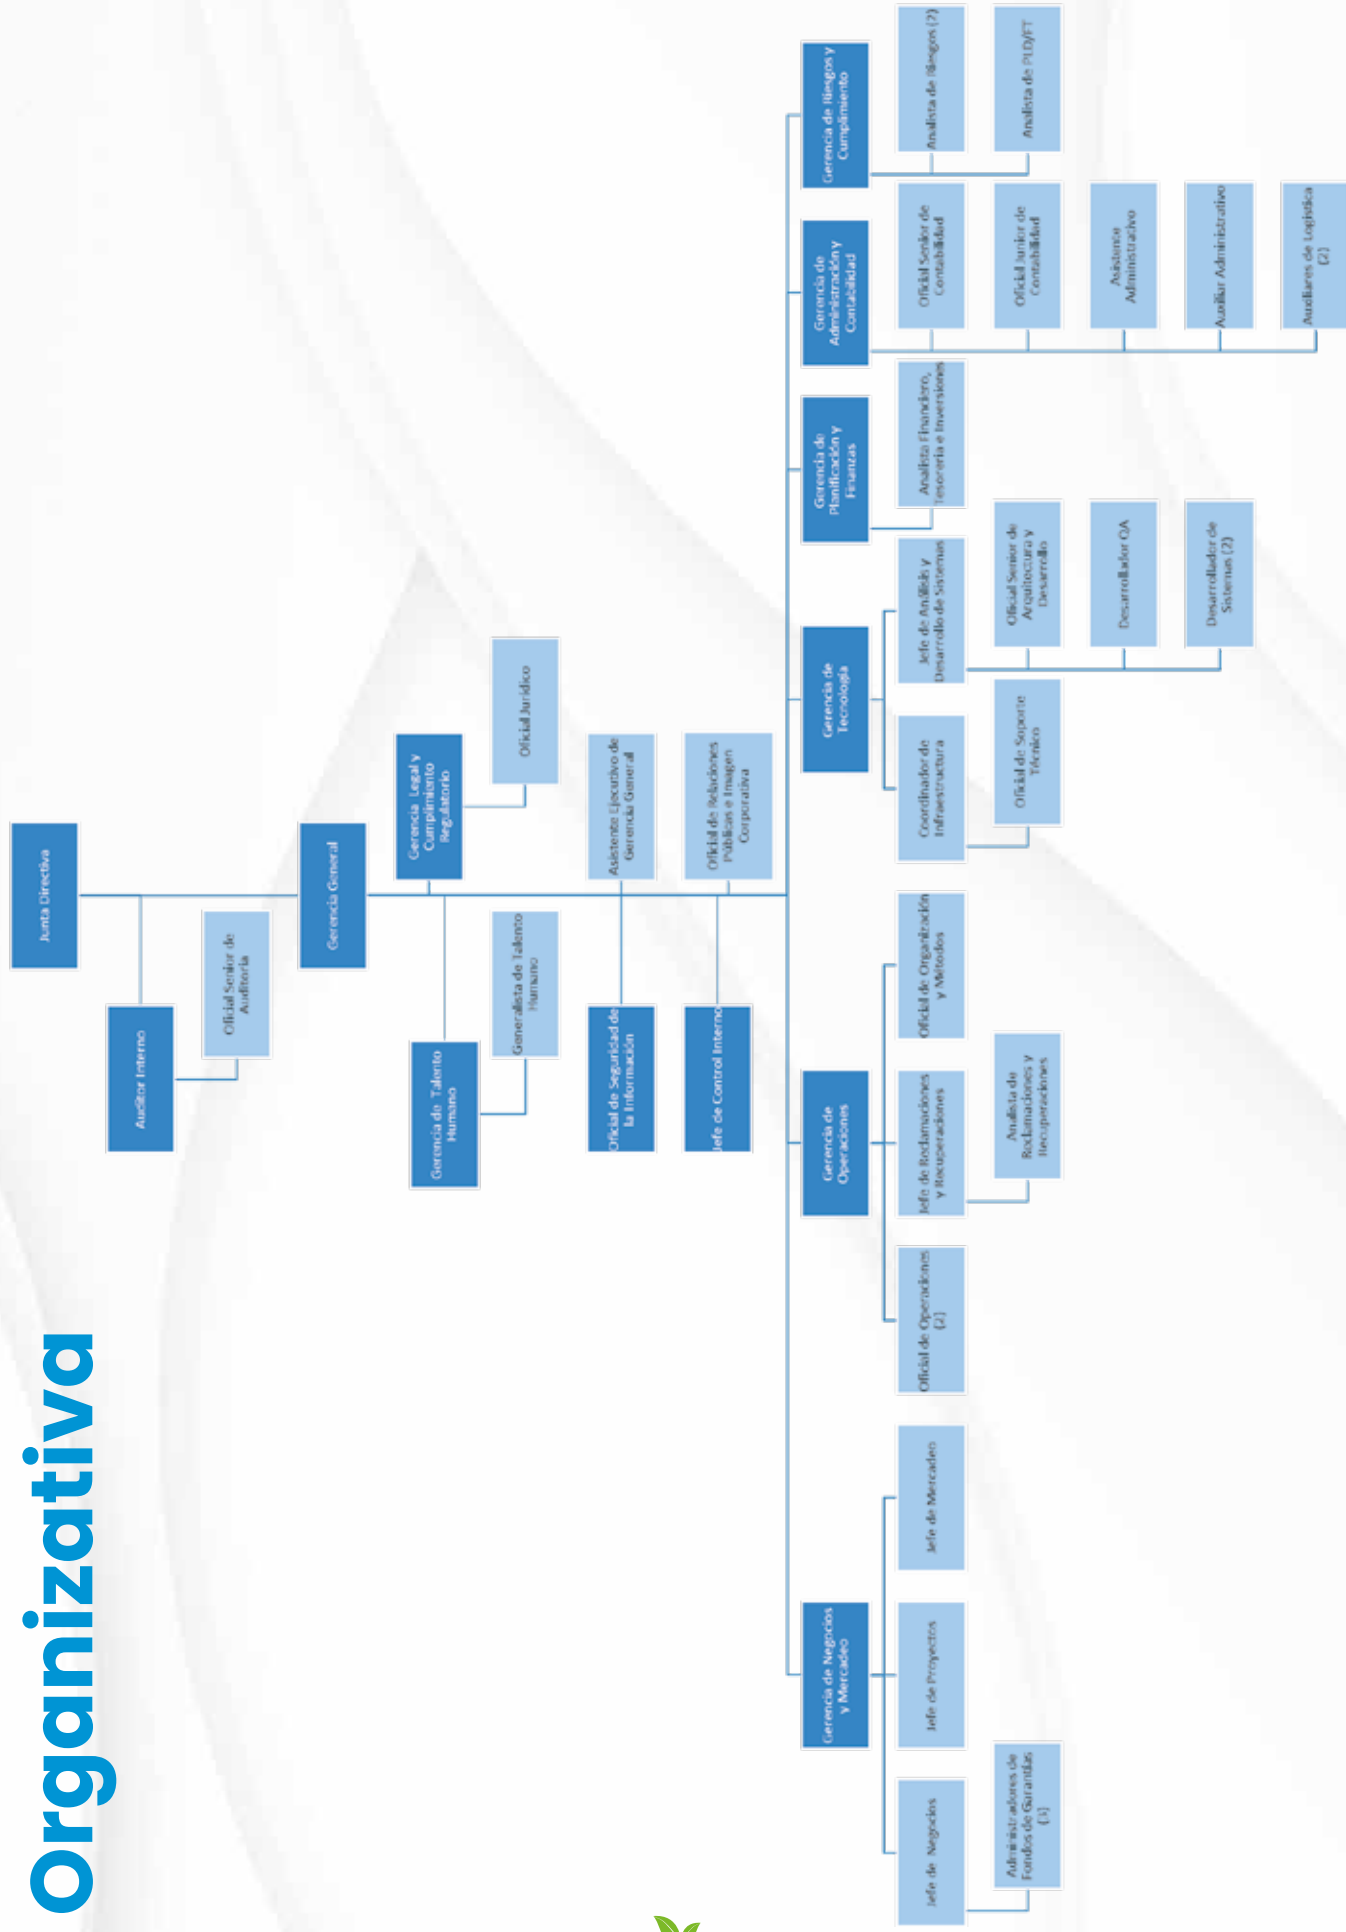 Organizativa
Junta Directiva
Auditor Interno
Oficial Senior de
Auditoria
Gerencia General
Gerencia de Talento
Humano
Generalista de Talento
Humano
Gerencia Legal y
Cumplimiento
Regulatorio
Oficial Jurídico
Oficial de Seguridad de
la Información
Asistente Ejecutivo de
Gerencia General
Jefe de Control Interno
Oficial de Relaciones
Públicas e Imagen
Corporativa
Gerencia de Negocios
y Mercadeo
Jefe de Negocios
Administradores de
Fondos de Garantías
(3)
Jefe de Proyectos
Jefe de Mercadeo
Gerencia de
Operaciones
Oficial de Operaciones
(2)
Jefe de Reclamaciones
y Recuperaciones
Analista de
Reclamaciones y
Recuperaciones
Oficial de Organización
y Métodos
Gerencia de
Tecnología
Coordinador de
Infraestructura
Oficial de Soporte
Técnico
Jefe de Análisis y
Desarrollo de Sistemas
Oficial Senior de
Arquitectura y
Desarrollo
Desarrollador QA
Desarrollador de
Sistemas (2)
Gerencia de
Planificación y
Finanzas
Analista Financiero,
Tesorería e Inversiones
Gerencia de
Administración y
Contabilidad
Oficial Senior de
Contabilidad
Oficial Junior de
Contabilidad
Asistente
Administrativo
Auxiliar Administrativo
Auxiliares de Logística
(2)
Gerencia de Riesgos y
Cumplimiento
Analista de Riesgos (2)
Analista de PLD/FT